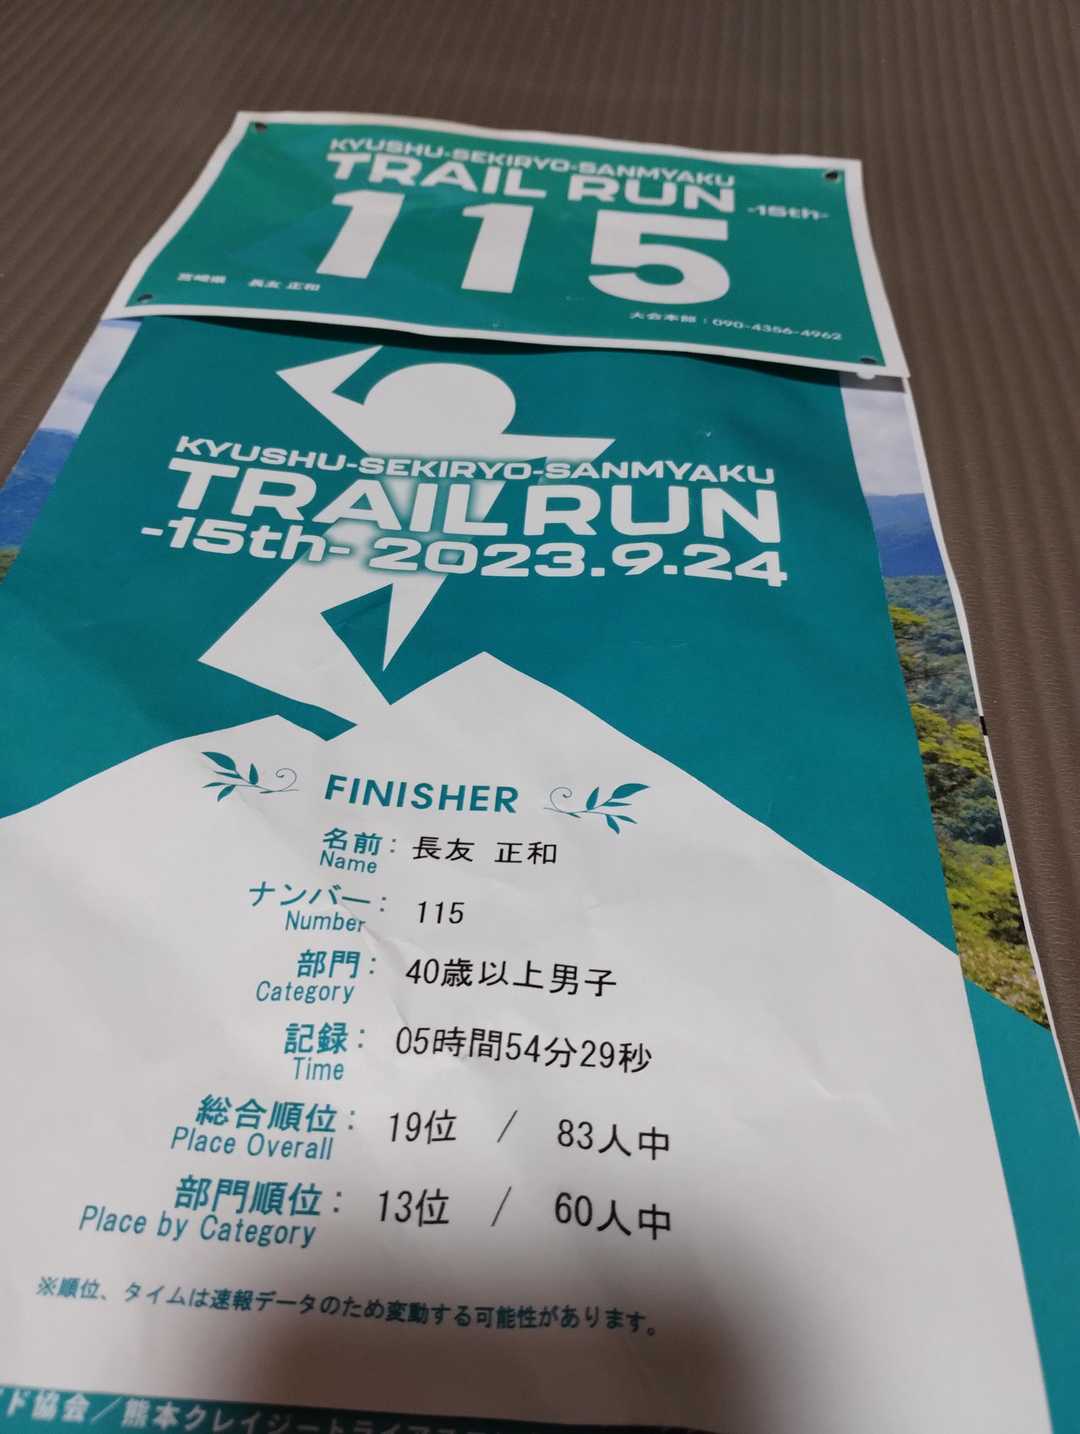 KYUSHU-SEKIRYO-SANMYAKU
TRAIL RUN -15th-
115
宮崎県 長友 正和
大会本部：090-4356-4962
KYUSHU-SEKIRYO-SANMYAKU
TRAIL RUN
-15th- 2023.9.24
FINISHER
名前： 長友 正和
Name
ナンバー： 115
Number
部門： 40歳以上男子
Category
記録： 05時間54分29秒
Time
総合順位： 19位 / 83人中
Place Overall
部門順位： 13位 / 60人中
Place by Category
※順位、タイムは速報データのため変動する可能性があります。
ド協会／熊本クレイジートライアス